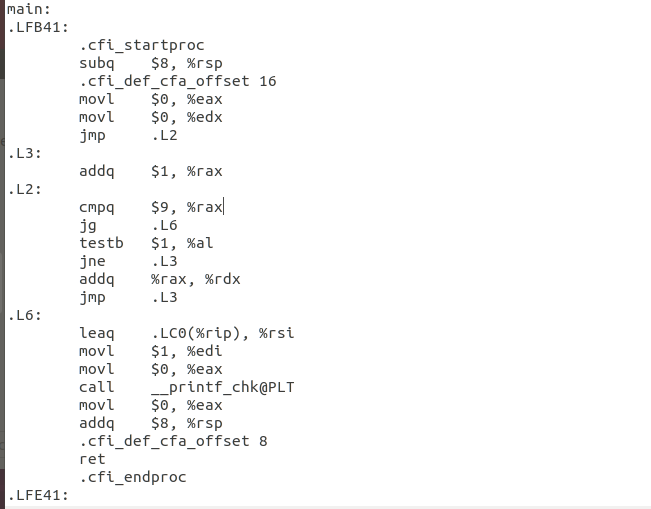 main:
.LFB41:
        .cfi_startproc
        subq    $8, %rsp
        .cfi_def_cfa_offset 16
        movl    $0, %eax
        movl    $0, %edx
        jmp     .L2
.L3:
        addq    $1, %rax
.L2:
        cmpq    $9, %rax
        jg      .L6
        testb   $1, %al
        jne     .L3
        addq    %rax, %rdx
        jmp     .L3
.L6:
        leaq    .LC0(%rip), %rsi
        movl    $1, %edi
        movl    $0, %eax
        call    __printf_chk@PLT
        movl    $0, %eax
        addq    $8, %rsp
        .cfi_def_cfa_offset 8
        ret
        .cfi_endproc
.LFE41: